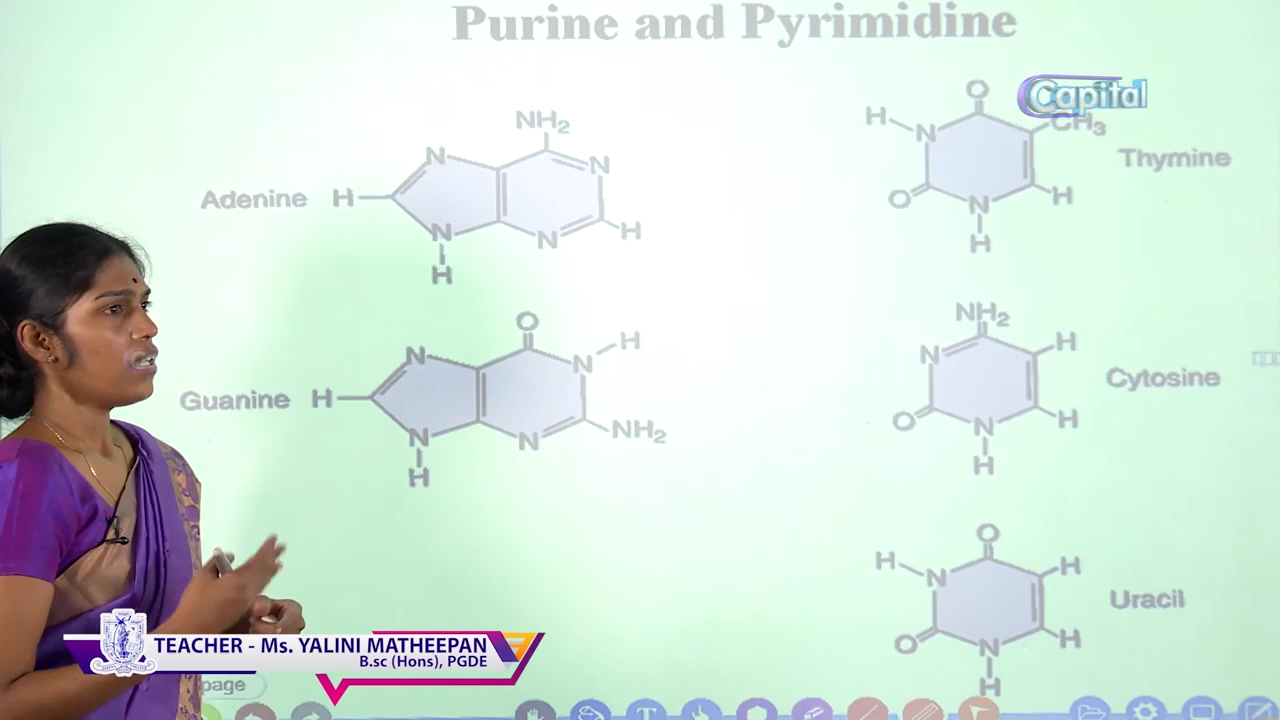 Purine and Pyrimidine
Capital
NH₂
N
N
Adenine
H
N
N
H
H
O
H
N
CH₃
Thymine
O
N
H
H
O
H
N
N
Guanine
H
N
N
NH₂
H
NH₂
N
H
Cytosine
O
N
H
H
O
H
N
H
Uracil
O
N
H
H
TEACHER - Ms. YALINI MATHEEPAN
B.sc (Hons), PGDE
page
T